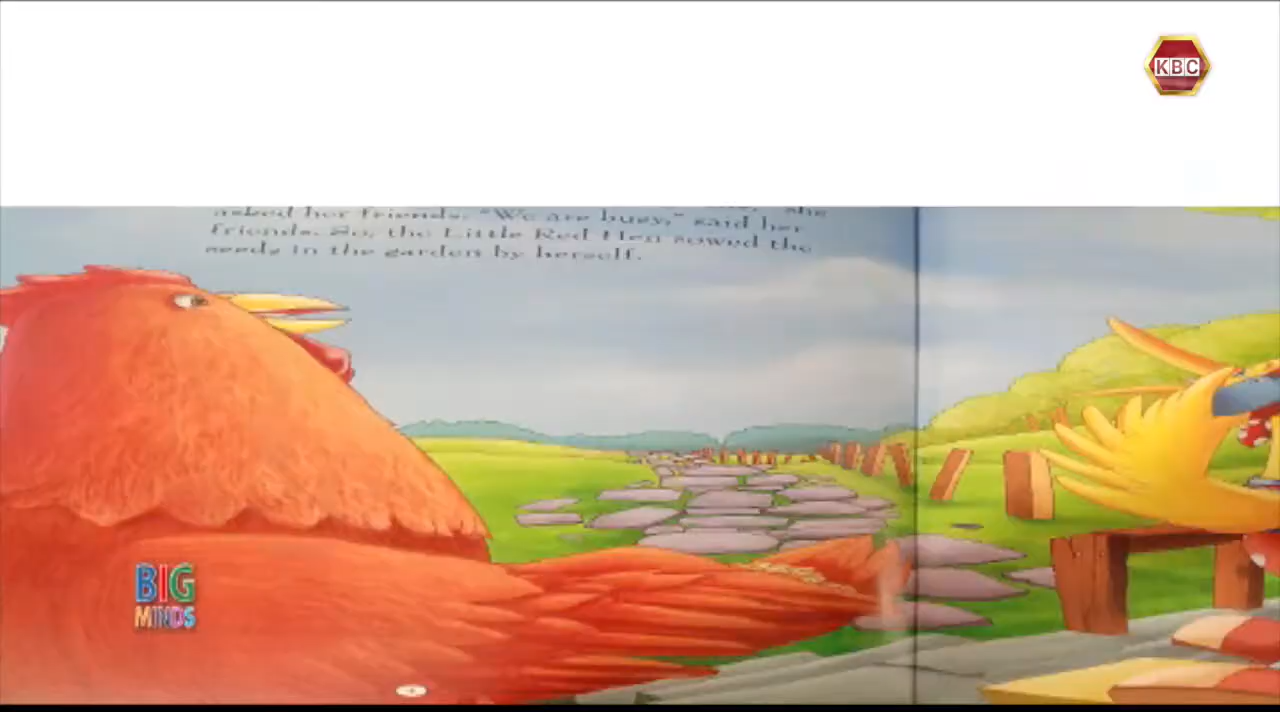 KBC
she
asked her friends. "We are busy," said her
friends. So, the Little Red Hen sowed the
seeds in the garden by herself.
BIG
MINDS